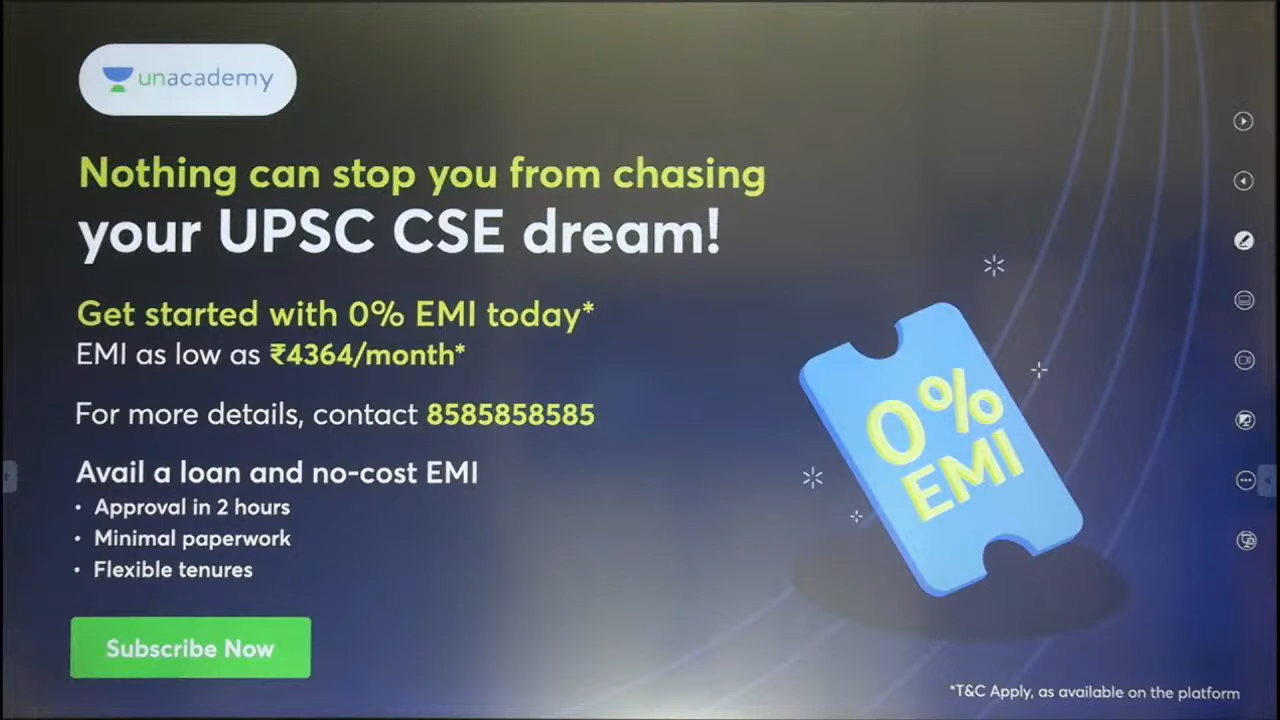 unacademy
Nothing can stop you from chasing
your UPSC CSE dream!
Get started with 0% EMI today*
EMI as low as ₹4364/month*
For more details, contact 8585858585
Avail a loan and no-cost EMI
• Approval in 2 hours
• Minimal paperwork
• Flexible tenures
Subscribe Now
0%
EMI
*T&C Apply, as available on the platform